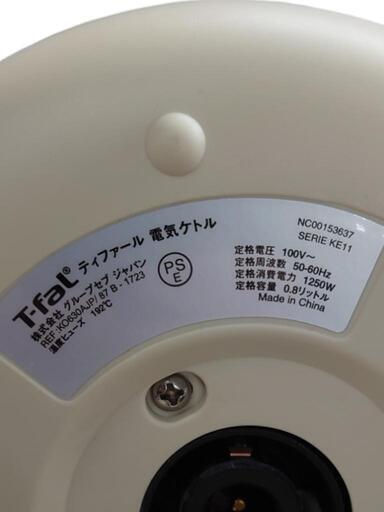 T-fal® ティファール 電気ケトル
株式会社 グループセブ ジャパン
REF:KO630AJP/ 87 B - 1723
温度ヒューズ 192℃
PS
E
NC00153637
SERIE KE11
定格電圧 100V～
定格周波数 50-60Hz
定格消費電力 1250W
定格容量 0.8リットル
Made in China